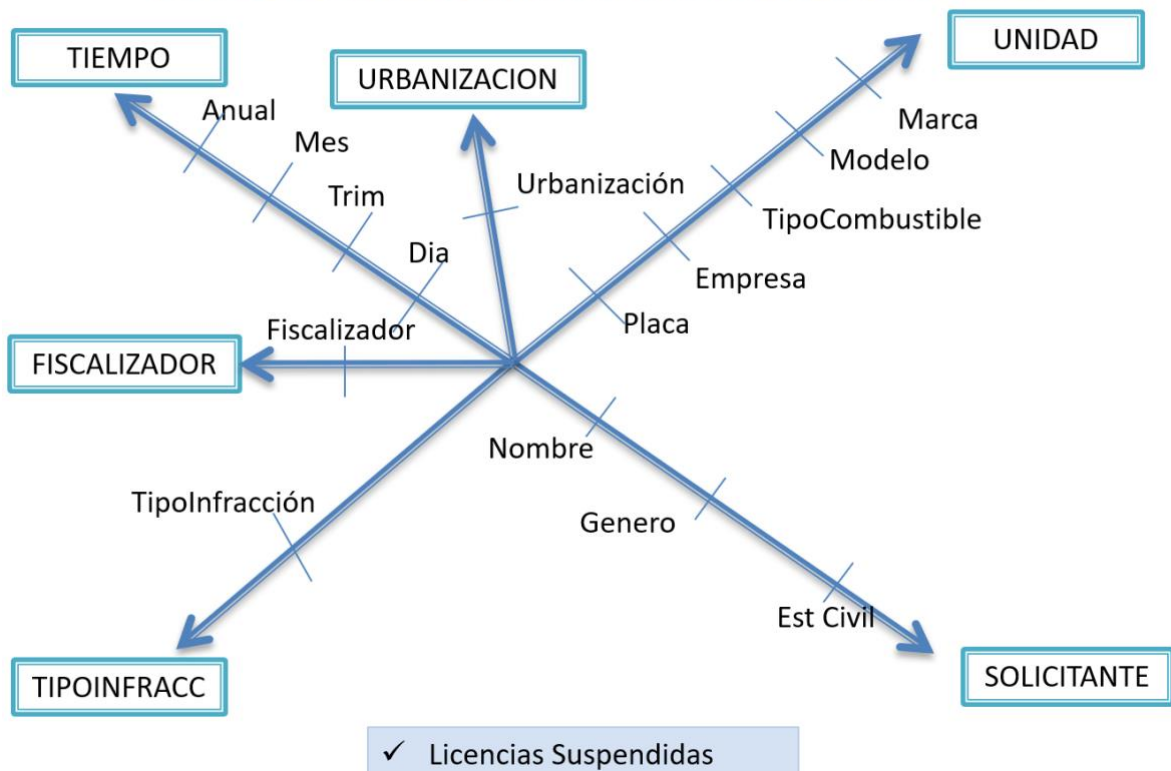 TIEMPO
URBANIZACION
UNIDAD
Anual
Mes
Trim
Dia
Urbanización
Marca
Modelo
TipoCombustible
Empresa
Placa
Fiscalizador
FISCALIZADOR
Nombre
Genero
Est Civil
TipoInfracción
TIPOINFRACC
SOLICITANTE
✓ Licencias Suspendidas